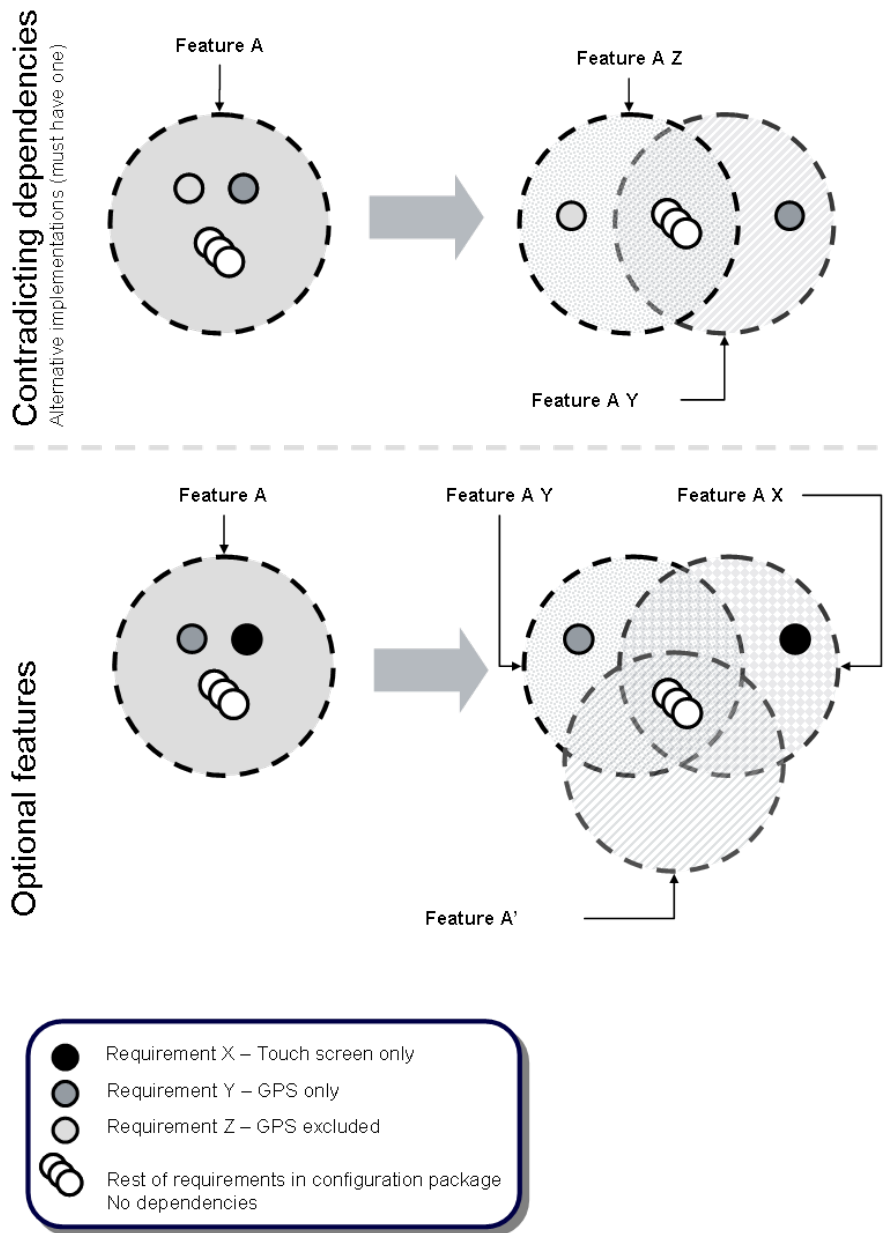 Contradicting dependencies
Alternative implementations (must have one)
Feature A
Feature A Z
Feature A Y
Optional features
Feature A
Feature A Y
Feature A X
Feature A'
Requirement X – Touch screen only
Requirement Y – GPS only
Requirement Z – GPS excluded
Rest of requirements in configuration package
No dependencies